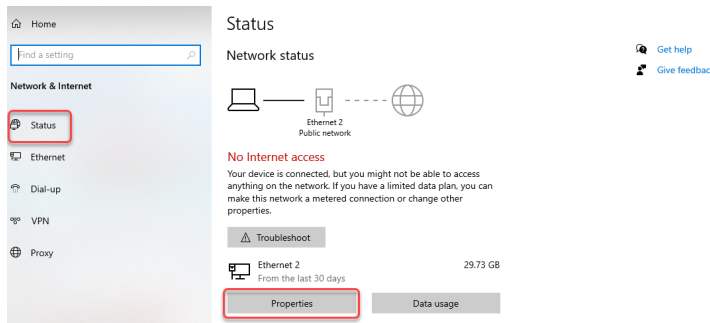 Home
Find a setting
Network & Internet
Status
Ethernet
Dial-up
VPN
Proxy
Status
Network status
Ethernet 2
Public network
No Internet access
Your device is connected, but you might not be able to access
anything on the network. If you have a limited data plan, you can
make this network a metered connection or change other
properties.
Troubleshoot
Ethernet 2 29.73 GB
From the last 30 days
Properties Data usage
Get help
Give feedbac